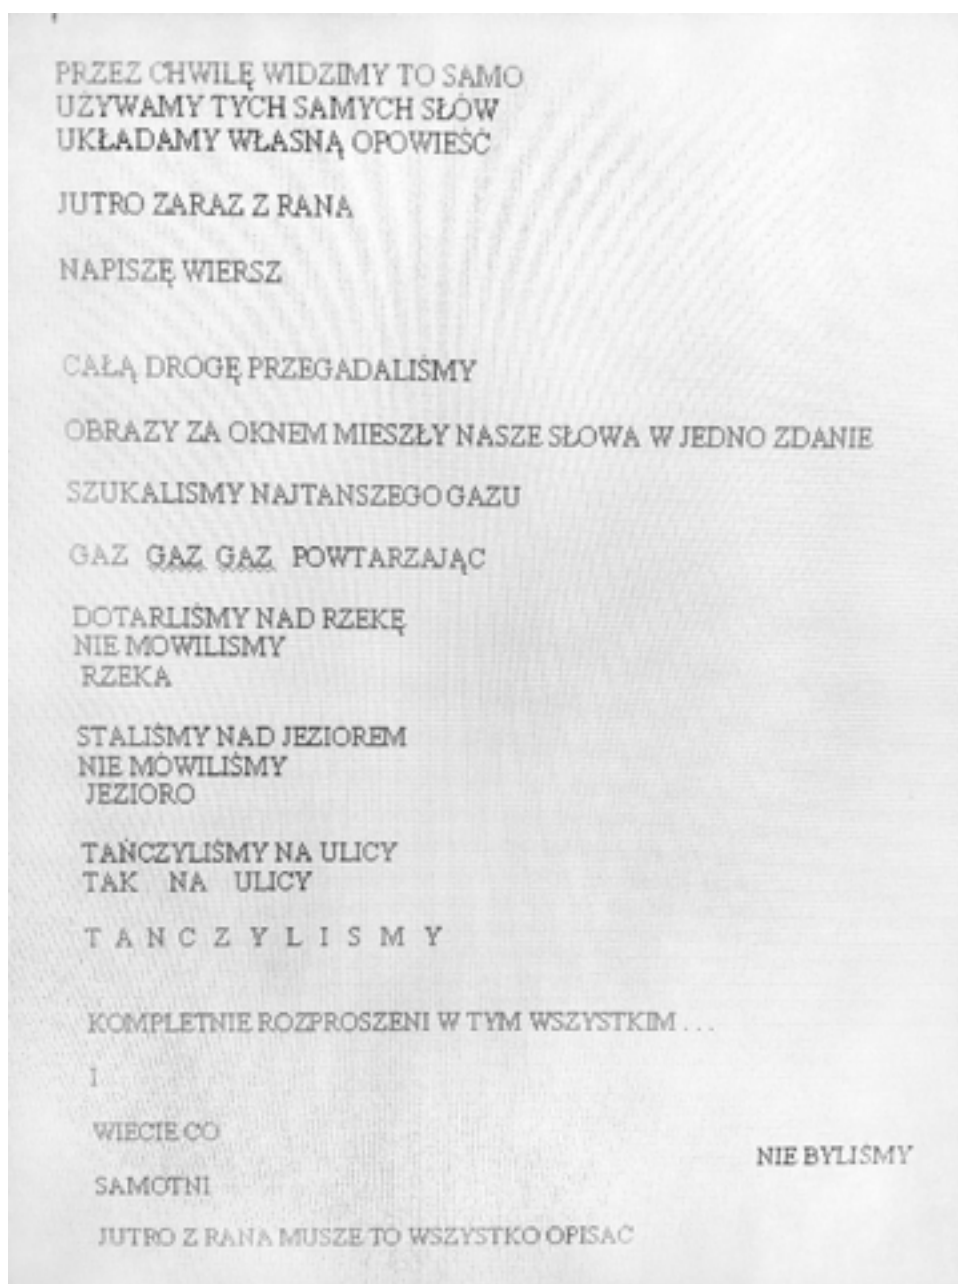 PRZEZ CHWILĘ WIDZIMY TO SAMO
UŻYWAMY TYCH SAMYCH SŁÓW
UKŁADAMY WŁASNĄ OPOWIEŚĆ
JUTRO ZARAZ Z RANA
NAPISZĘ WIERSZ
CAŁĄ DROGĘ PRZEGADALIŚMY
OBRAZY ZA OKNEM MIESZŁY NASZE SŁOWA W JEDNO ZDANIE
SZUKALISMY NAJTANSZEGO GAZU
GAZ GAZ GAZ POWTARZAJĄC
DOTARLIŚMY NAD RZEKĘ
NIE MOWILISMY
RZEKA
STALIŚMY NAD JEZIOREM
NIE MÓWILIŚMY
JEZIORO
TAŃCZYLIŚMY NA ULICY
TAK NA ULICY
T A N C Z Y L I S M Y
KOMPLETNIE ROZPROSZENI W TYM WSZYSTKIM . . .
I
WIECIE CO
NIE BYLIŚMY
SAMOTNI
JUTRO Z RANA MUSZE TO WSZYSTKO OPISAC